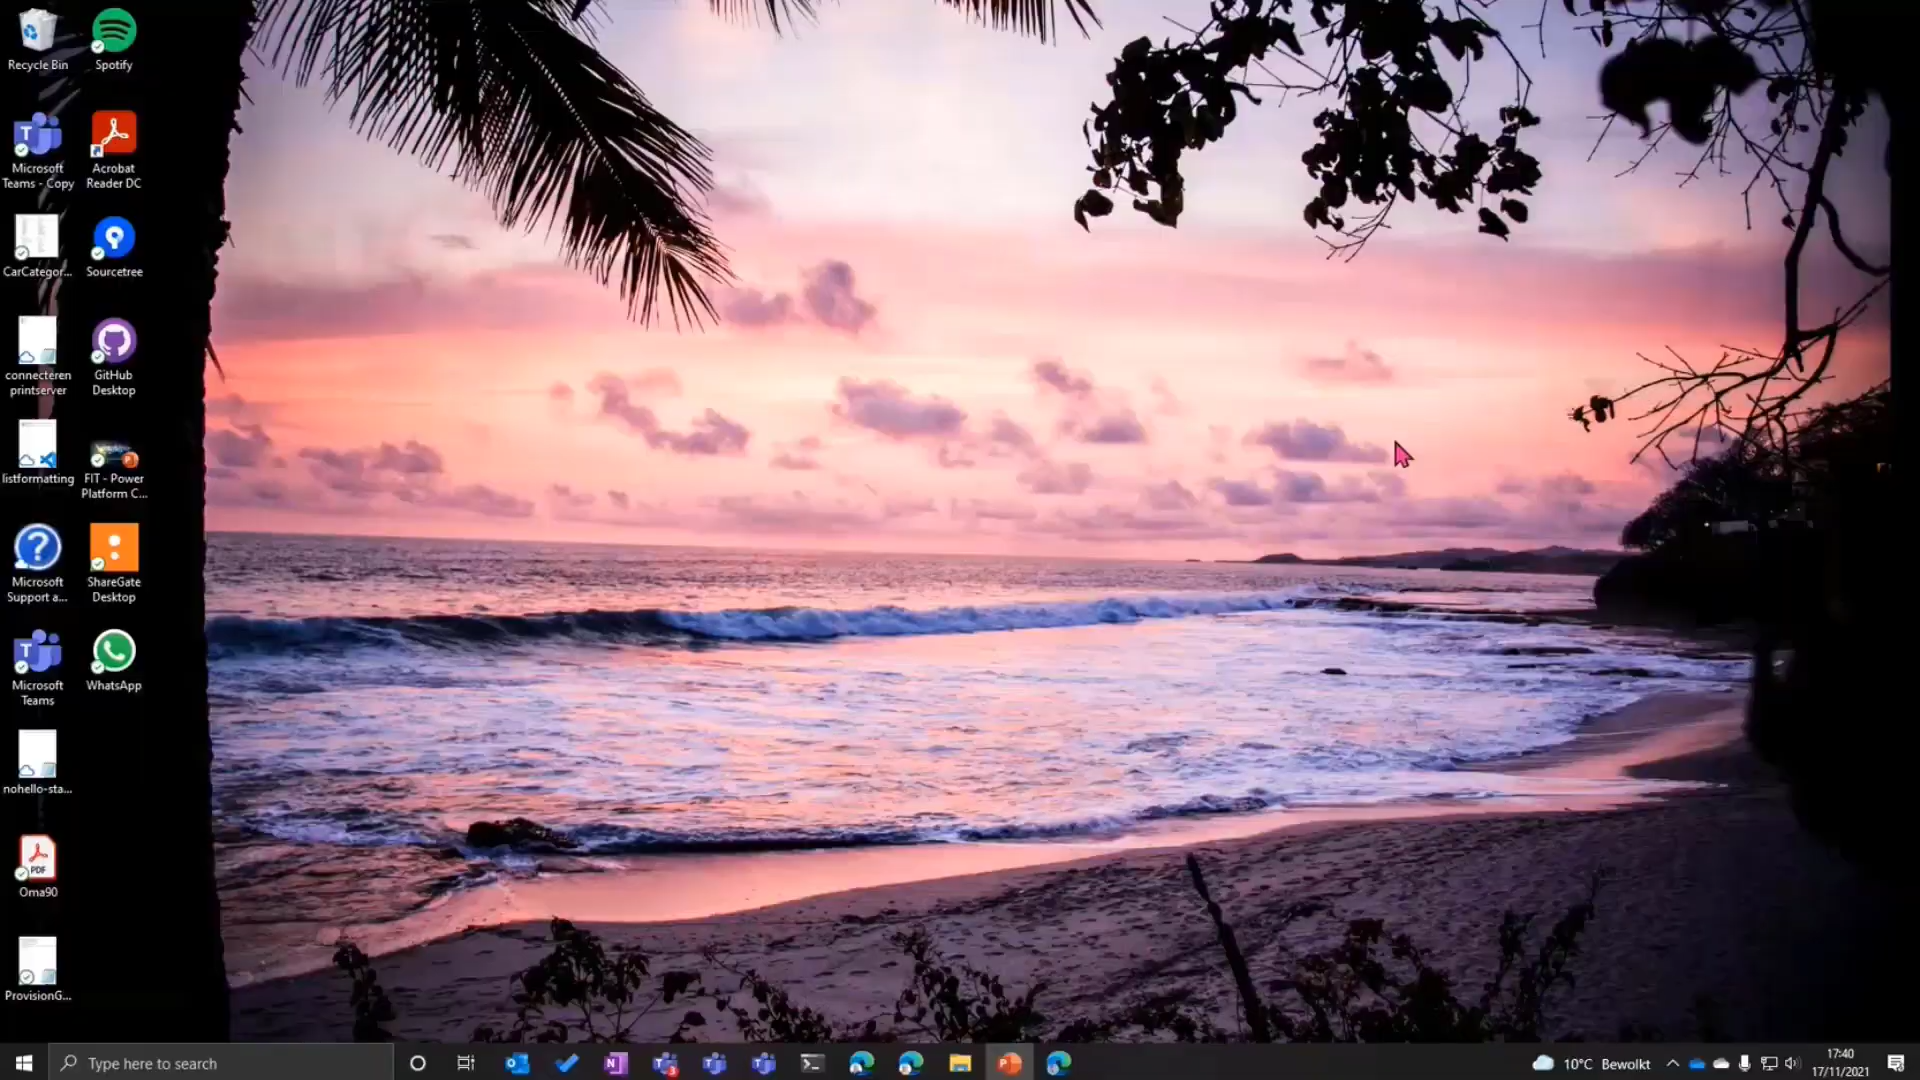 Recycle Bin
Spotify
Microsoft
Teams - Copy
Acrobat
Reader DC
CarCategor...
Sourcetree
connecteren
printserver
GitHub
Desktop
listformatting
FIT - Power
Platform C...
Microsoft
Support a...
ShareGate
Desktop
Microsoft
Teams
WhatsApp
nohello-sta...
PDF
Oma90
ProvisionG...
Type here to search
10°C Bewolkt
17:40
17/11/2021